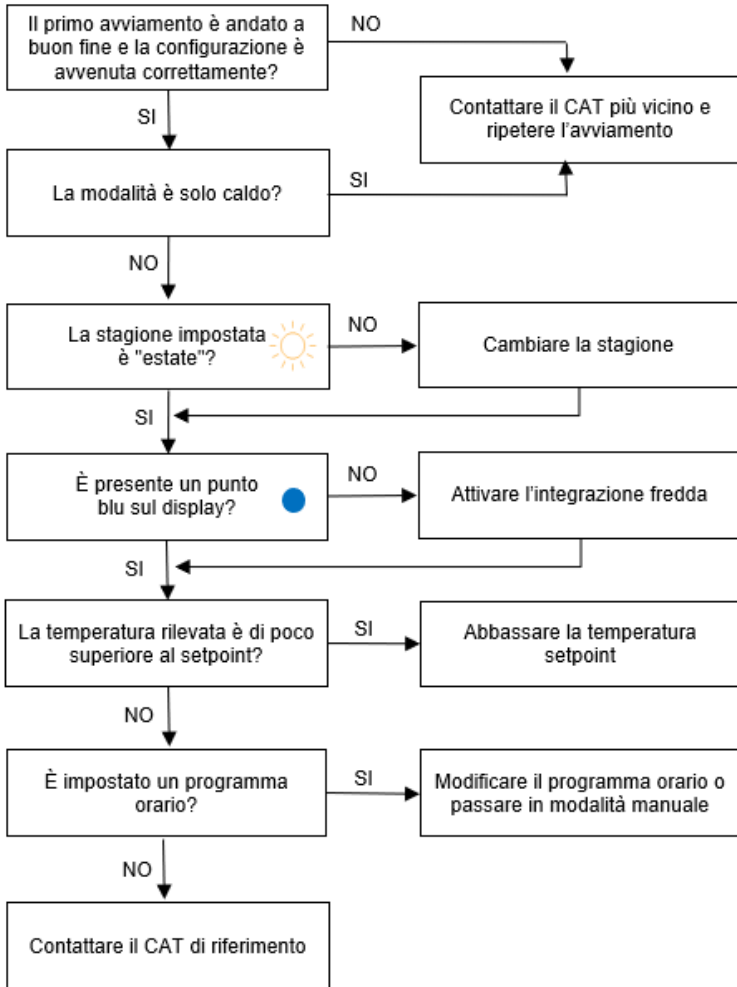 Il primo avviamento è andato a
buon fine e la configurazione è
avvenuta correttamente?
NO
Contattare il CAT più vicino e
ripetere l'avviamento
SI
La modalità è solo caldo?
SI
NO
La stagione impostata
è "estate"?
NO
Cambiare la stagione
SI
È presente un punto
blu sul display?
NO
Attivare l'integrazione fredda
SI
La temperatura rilevata è di poco
superiore al setpoint?
SI
Abbassare la temperatura
setpoint
NO
È impostato un programma
orario?
SI
Modificare il programma orario o
passare in modalità manuale
NO
Contattare il CAT di riferimento